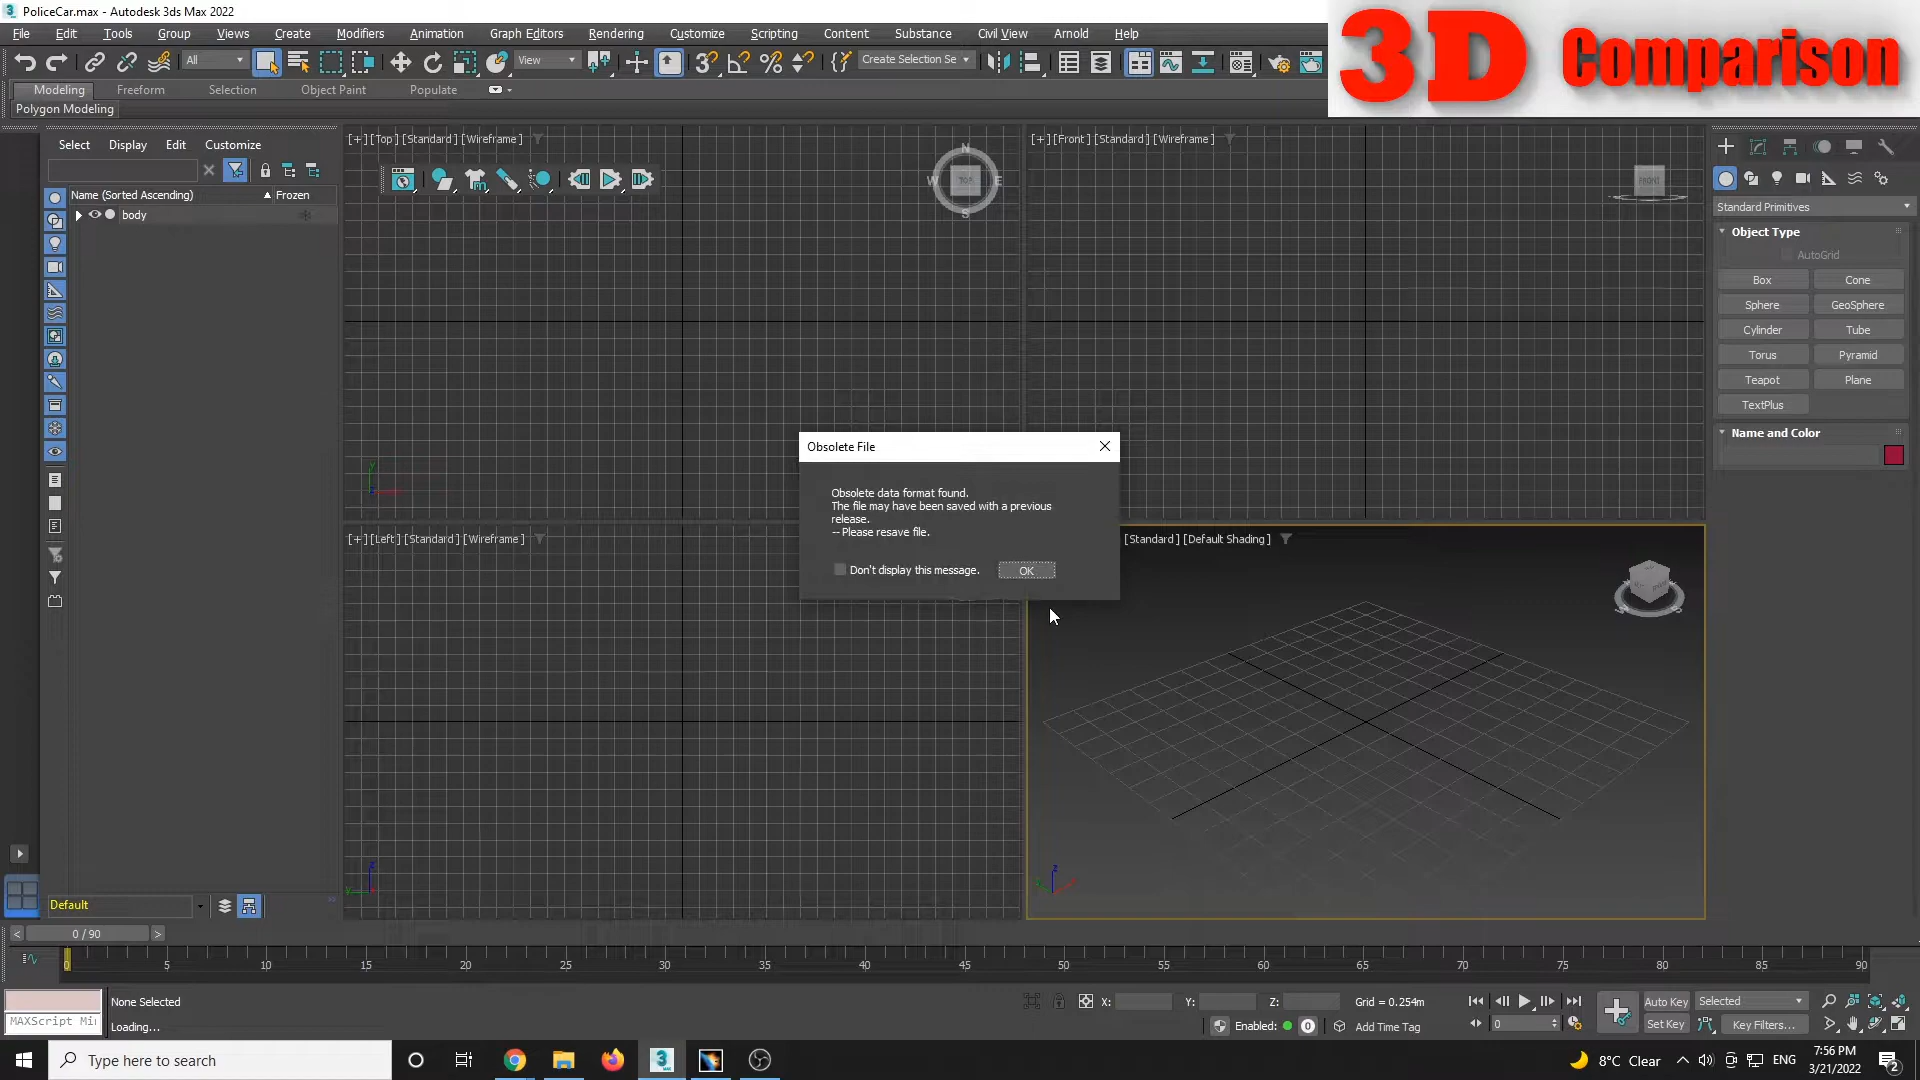 PoliceCar.max - Autodesk 3ds Max 2022
File Edit Tools Group Views Create Modifiers Animation Graph Editors Rendering Customize Scripting Content Substance Civil View Arnold Help
3D Comparison
All View Create Selection Se
Modeling Freeform Selection Object Paint Populate
Polygon Modeling
Select Display Edit Customize
Name (Sorted Ascending) Frozen
body
[+] [Top] [Standard] [Wireframe]
N
W TOP E
S
[+] [Front] [Standard] [Wireframe]
FRONT
Standard Primitives
Object Type
AutoGrid
Box Cone
Sphere GeoSphere
Cylinder Tube
Torus Pyramid
Teapot Plane
TextPlus
Name and Color
Obsolete File
Obsolete data format found.
The file may have been saved with a previous
release.
-- Please resave file.
Don't display this message. OK
[+] [Left] [Standard] [Wireframe]
[Standard] [Default Shading]
Default
< 0 / 90 >
0 5 10 15 20 25 30 35 40 45 50 55 60 65 70 75 80 85 90
None Selected X: Y: Z: Grid = 0.254m Auto Key Selected
MAXScript Mi
Loading... Enabled: 0 Add Time Tag 0 Set Key Key Filters...
Type here to search
8°C Clear ENG
7:56 PM
3/21/2022
2